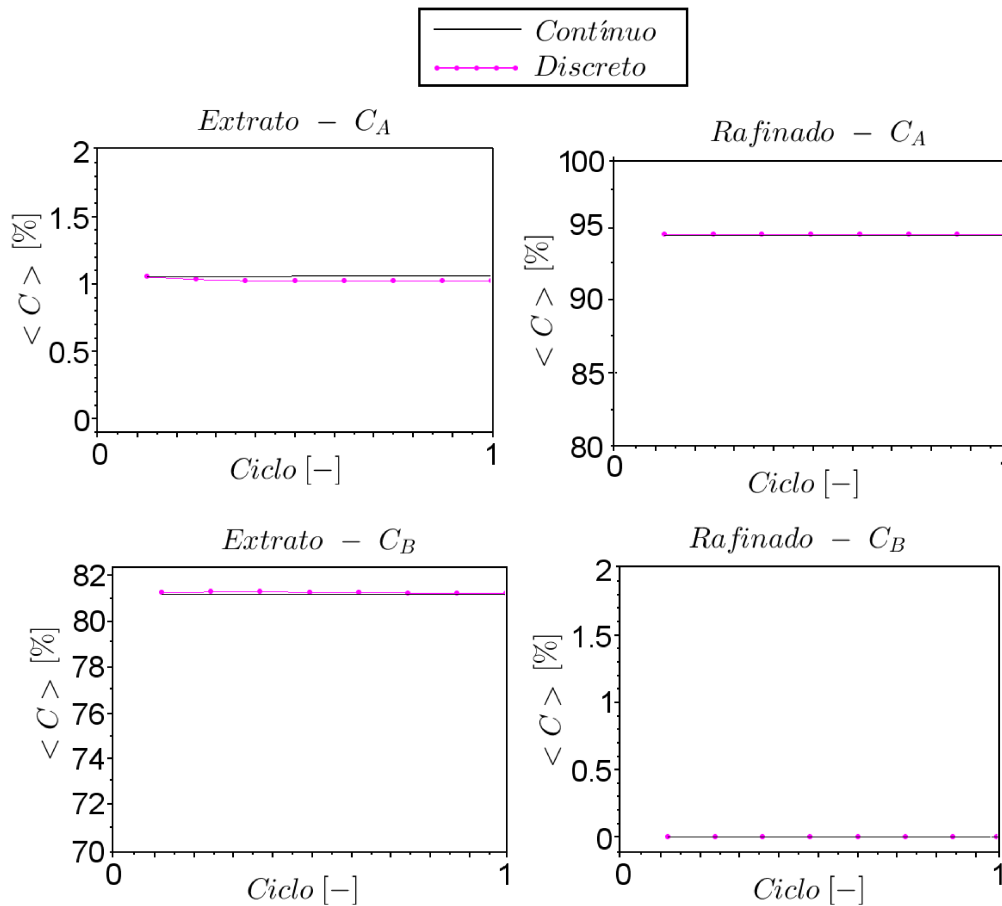 Contínuo
Discreto
Extrato − C_A
< C > [%]
2
1.5
1
0.5
0
0
1
Ciclo [−]
Rafinado − C_A
< C > [%]
100
95
90
85
80
0
1
Ciclo [−]
Extrato − C_B
< C > [%]
82
80
78
76
74
72
70
0
1
Ciclo [−]
Rafinado − C_B
< C > [%]
2
1.5
1
0.5
0
0
1
Ciclo [−]